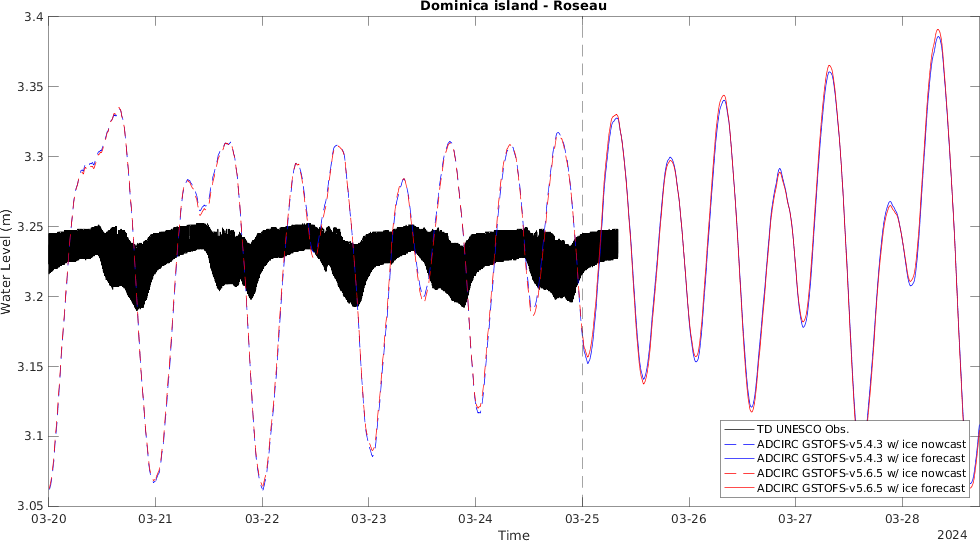 Dominica island - Roseau
3.4
3.35
3.3
3.25
3.2
3.15
3.1
3.05
Water Level (m)
TD UNESCO Obs.
ADCIRC GSTOFS-v5.4.3 w/ ice nowcast
ADCIRC GSTOFS-v5.4.3 w/ ice forecast
ADCIRC GSTOFS-v5.6.5 w/ ice nowcast
ADCIRC GSTOFS-v5.6.5 w/ ice forecast
03-20 03-21 03-22 03-23 03-24 03-25 03-26 03-27 03-28
Time
2024